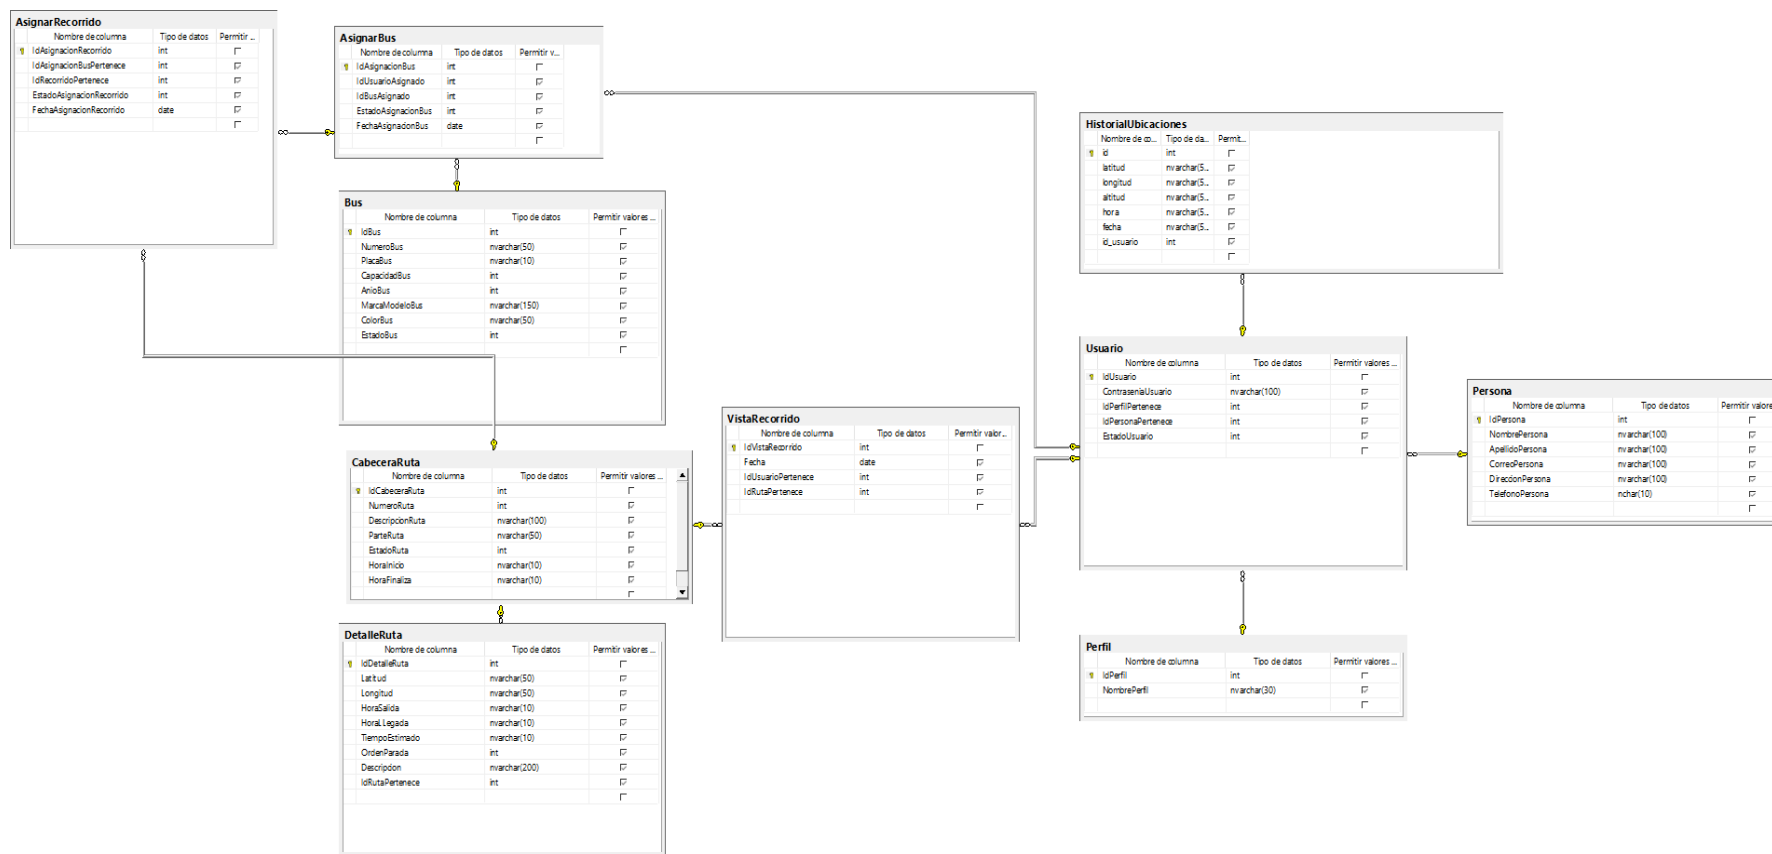 AsignarRecorrido
Nombre de columna Tipo de datos Permitir ...
IdAsignacionRecorrido int
IdAsignacionBusPertenece int
IdRecorridoPertenece int
EstadoAsignacionRecorrido int
FechaAsignacionRecorrido date
AsignarBus
Nombre de columna Tipo de datos Permitir v...
IdAsignacionBus int
IdUsuarioAsignado int
IdBusAsignado int
EstadoAsignacionBus int
FechaAsignacionBus date
Bus
Nombre de columna Tipo de datos Permitir valores ...
IdBus int
NumeroBus nvarchar(50)
PlacaBus nvarchar(10)
CapacidadBus int
AnioBus int
MarcaModeloBus nvarchar(150)
ColorBus nvarchar(50)
EstadoBus int
CabeceraRuta
Nombre de columna Tipo de datos Permitir valores ...
IdCabeceraRuta int
NumeroRuta int
DescripcionRuta nvarchar(100)
ParteRuta nvarchar(50)
EstadoRuta int
HoraInicio nvarchar(10)
HoraFinaliza nvarchar(10)
DetalleRuta
Nombre de columna Tipo de datos Permitir valores ...
IdDetalleRuta int
Latitud nvarchar(50)
Longitud nvarchar(50)
HoraSalida nvarchar(10)
HoraLLegada nvarchar(10)
TiempoEstimado nvarchar(10)
OrdenParada int
Descripcion nvarchar(200)
IdRutaPertenece int
VistaRecorrido
Nombre de columna Tipo de datos Permitir valor...
IdVistaRecorrido int
Fecha date
IdUsuarioPertenece int
IdRutaPertenece int
HistorialUbicaciones
Nombre de co... Tipo de da... Permit...
id int
latitud nvarchar(5...
longitud nvarchar(5...
altitud nvarchar(5...
hora nvarchar(5...
fecha nvarchar(5...
id_usuario int
Usuario
Nombre de columna Tipo de datos Permitir valores ...
IdUsuario int
ContraseniaUsuario nvarchar(100)
IdPerfilPertenece int
IdPersonaPertenece int
EstadoUsuario int
Persona
Nombre de columna Tipo de datos Permitir valore
IdPersona int
NombrePersona nvarchar(100)
ApellidoPersona nvarchar(100)
CorreoPersona nvarchar(100)
DireccionPersona nvarchar(100)
TelefonoPersona nchar(10)
Perfil
Nombre de columna Tipo de datos Permitir valores ...
IdPerfil int
NombrePerfil nvarchar(30)